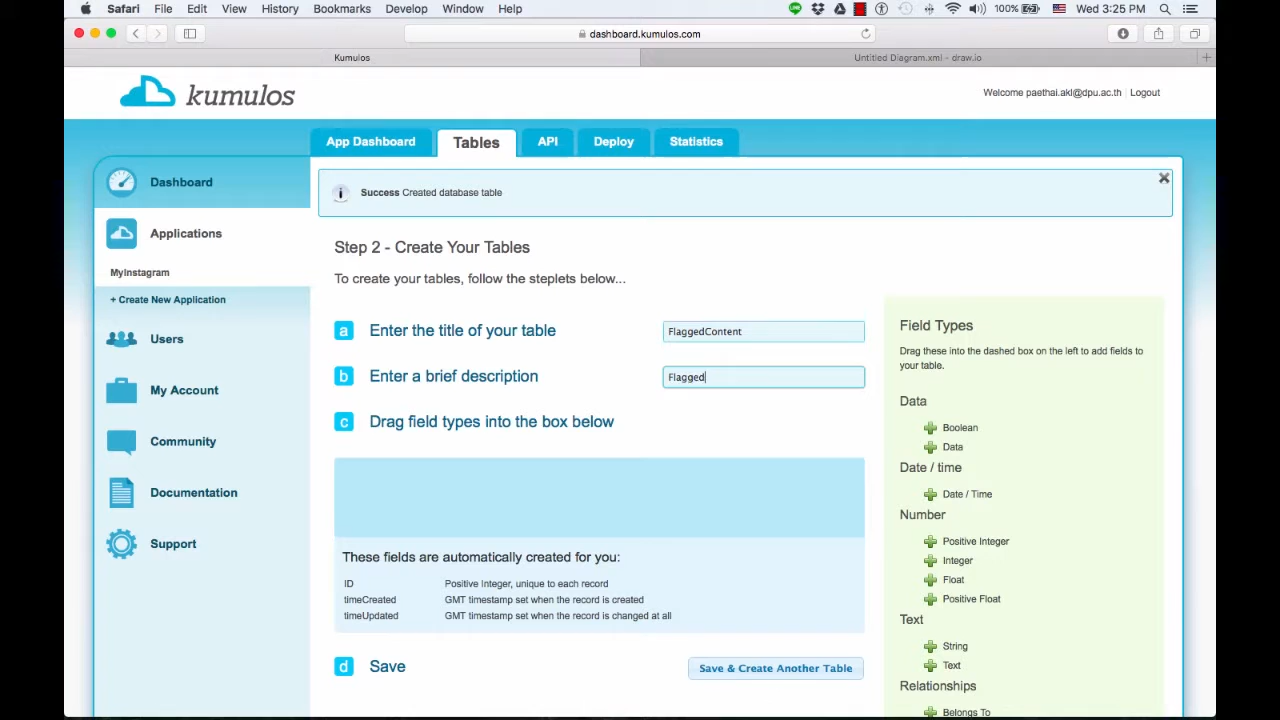 Safari File Edit View History Bookmarks Develop Window Help 100% Wed 3:25 PM
dashboard.kumulos.com
Kumulos Untitled Diagram.xml - draw.io
kumulos
Welcome paethai.akl@dpu.ac.th Logout
App Dashboard Tables API Deploy Statistics
Dashboard
Applications
MyInstagram
+ Create New Application
Users
My Account
Community
Documentation
Support
Success Created database table
Step 2 - Create Your Tables
To create your tables, follow the steplets below...
a Enter the title of your table FlaggedContent
b Enter a brief description Flagged
c Drag field types into the box below
These fields are automatically created for you:
ID Positive Integer, unique to each record
timeCreated GMT timestamp set when the record is created
timeUpdated GMT timestamp set when the record is changed at all
d Save Save & Create Another Table
Field Types
Drag these into the dashed box on the left to add fields to
your table.
Data
Boolean
Data
Date / time
Date / Time
Number
Positive Integer
Integer
Float
Positive Float
Text
String
Text
Relationships
Belongs To